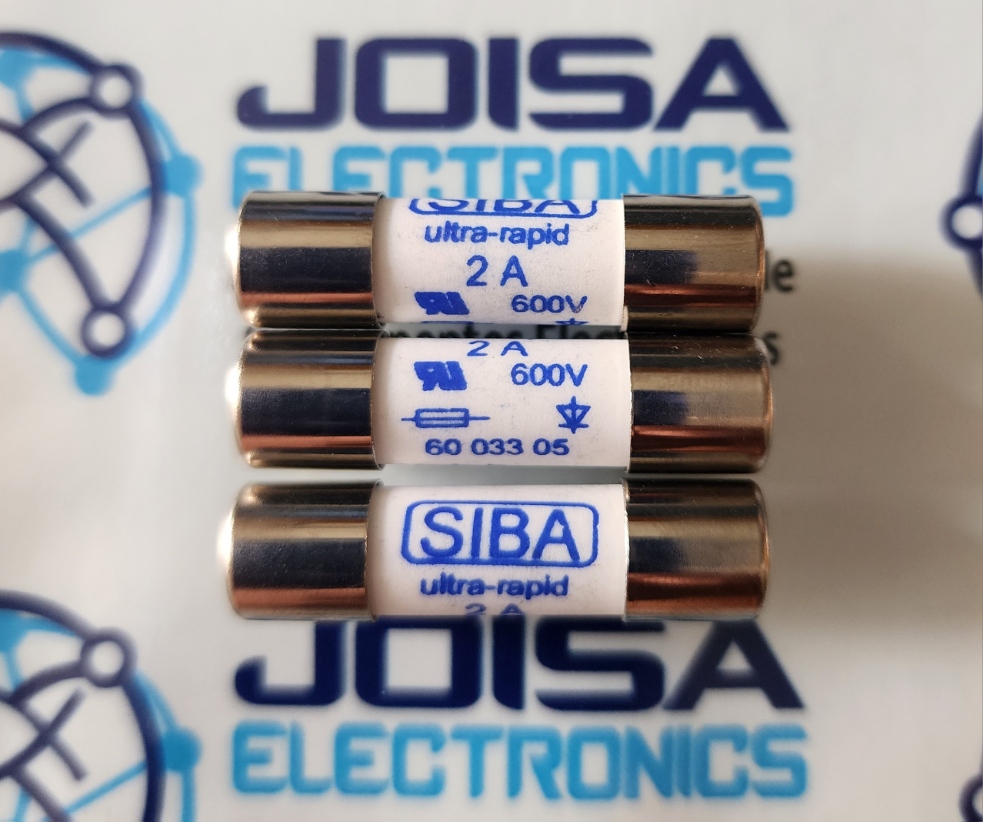 JOISA
ELECTRONICS
SIBA
ultra-rapid
2 A
600V
2 A
600V
60 033 05
SIBA
ultra-rapid
2 A
JOISA
ELECTRONICS